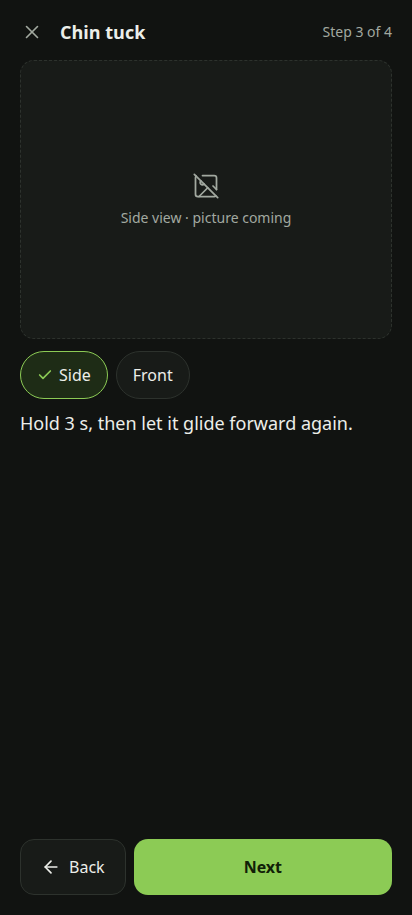 Chin tuck
Step 3 of 4
Side view · picture coming
Side
Front
Hold 3 s, then let it glide forward again.
Back
Next